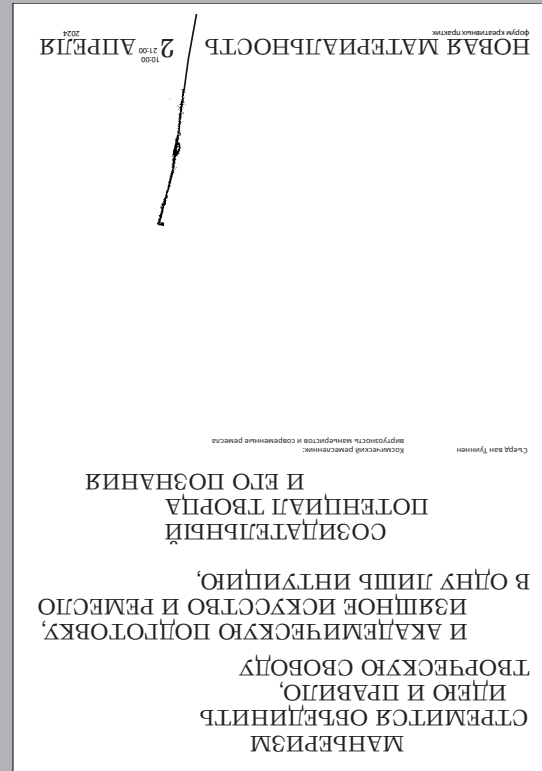 МАНЬЕРИЗМ
СТРЕМИТСЯ ОБЪЕДИНИТЬ
ИДЕЮ И ПРАВИЛО,
ТВОРЧЕСКУЮ СВОБОДУ
И АКАДЕМИЧЕСКУЮ ПОДГОТОВКУ,
ИЗЯЩНОЕ ИСКУССТВО И РЕМЕСЛО
В ОДНУ ЛИШЬ ИНТУИЦИЮ,
СОЗИДАТЕЛЬНЫЙ
ПОТЕНЦИАЛ ТВОРЦА
И ЕГО ПОЗНАНИЯ
Сьерд ван Туиннен
Космический ремесленник:
виртуозность маньеристов и современные ремесла
НОВАЯ МАТЕРИАЛЬНОСТЬ
форум креативных практик
2
10:00
21:00
АПРЕЛЯ
2024